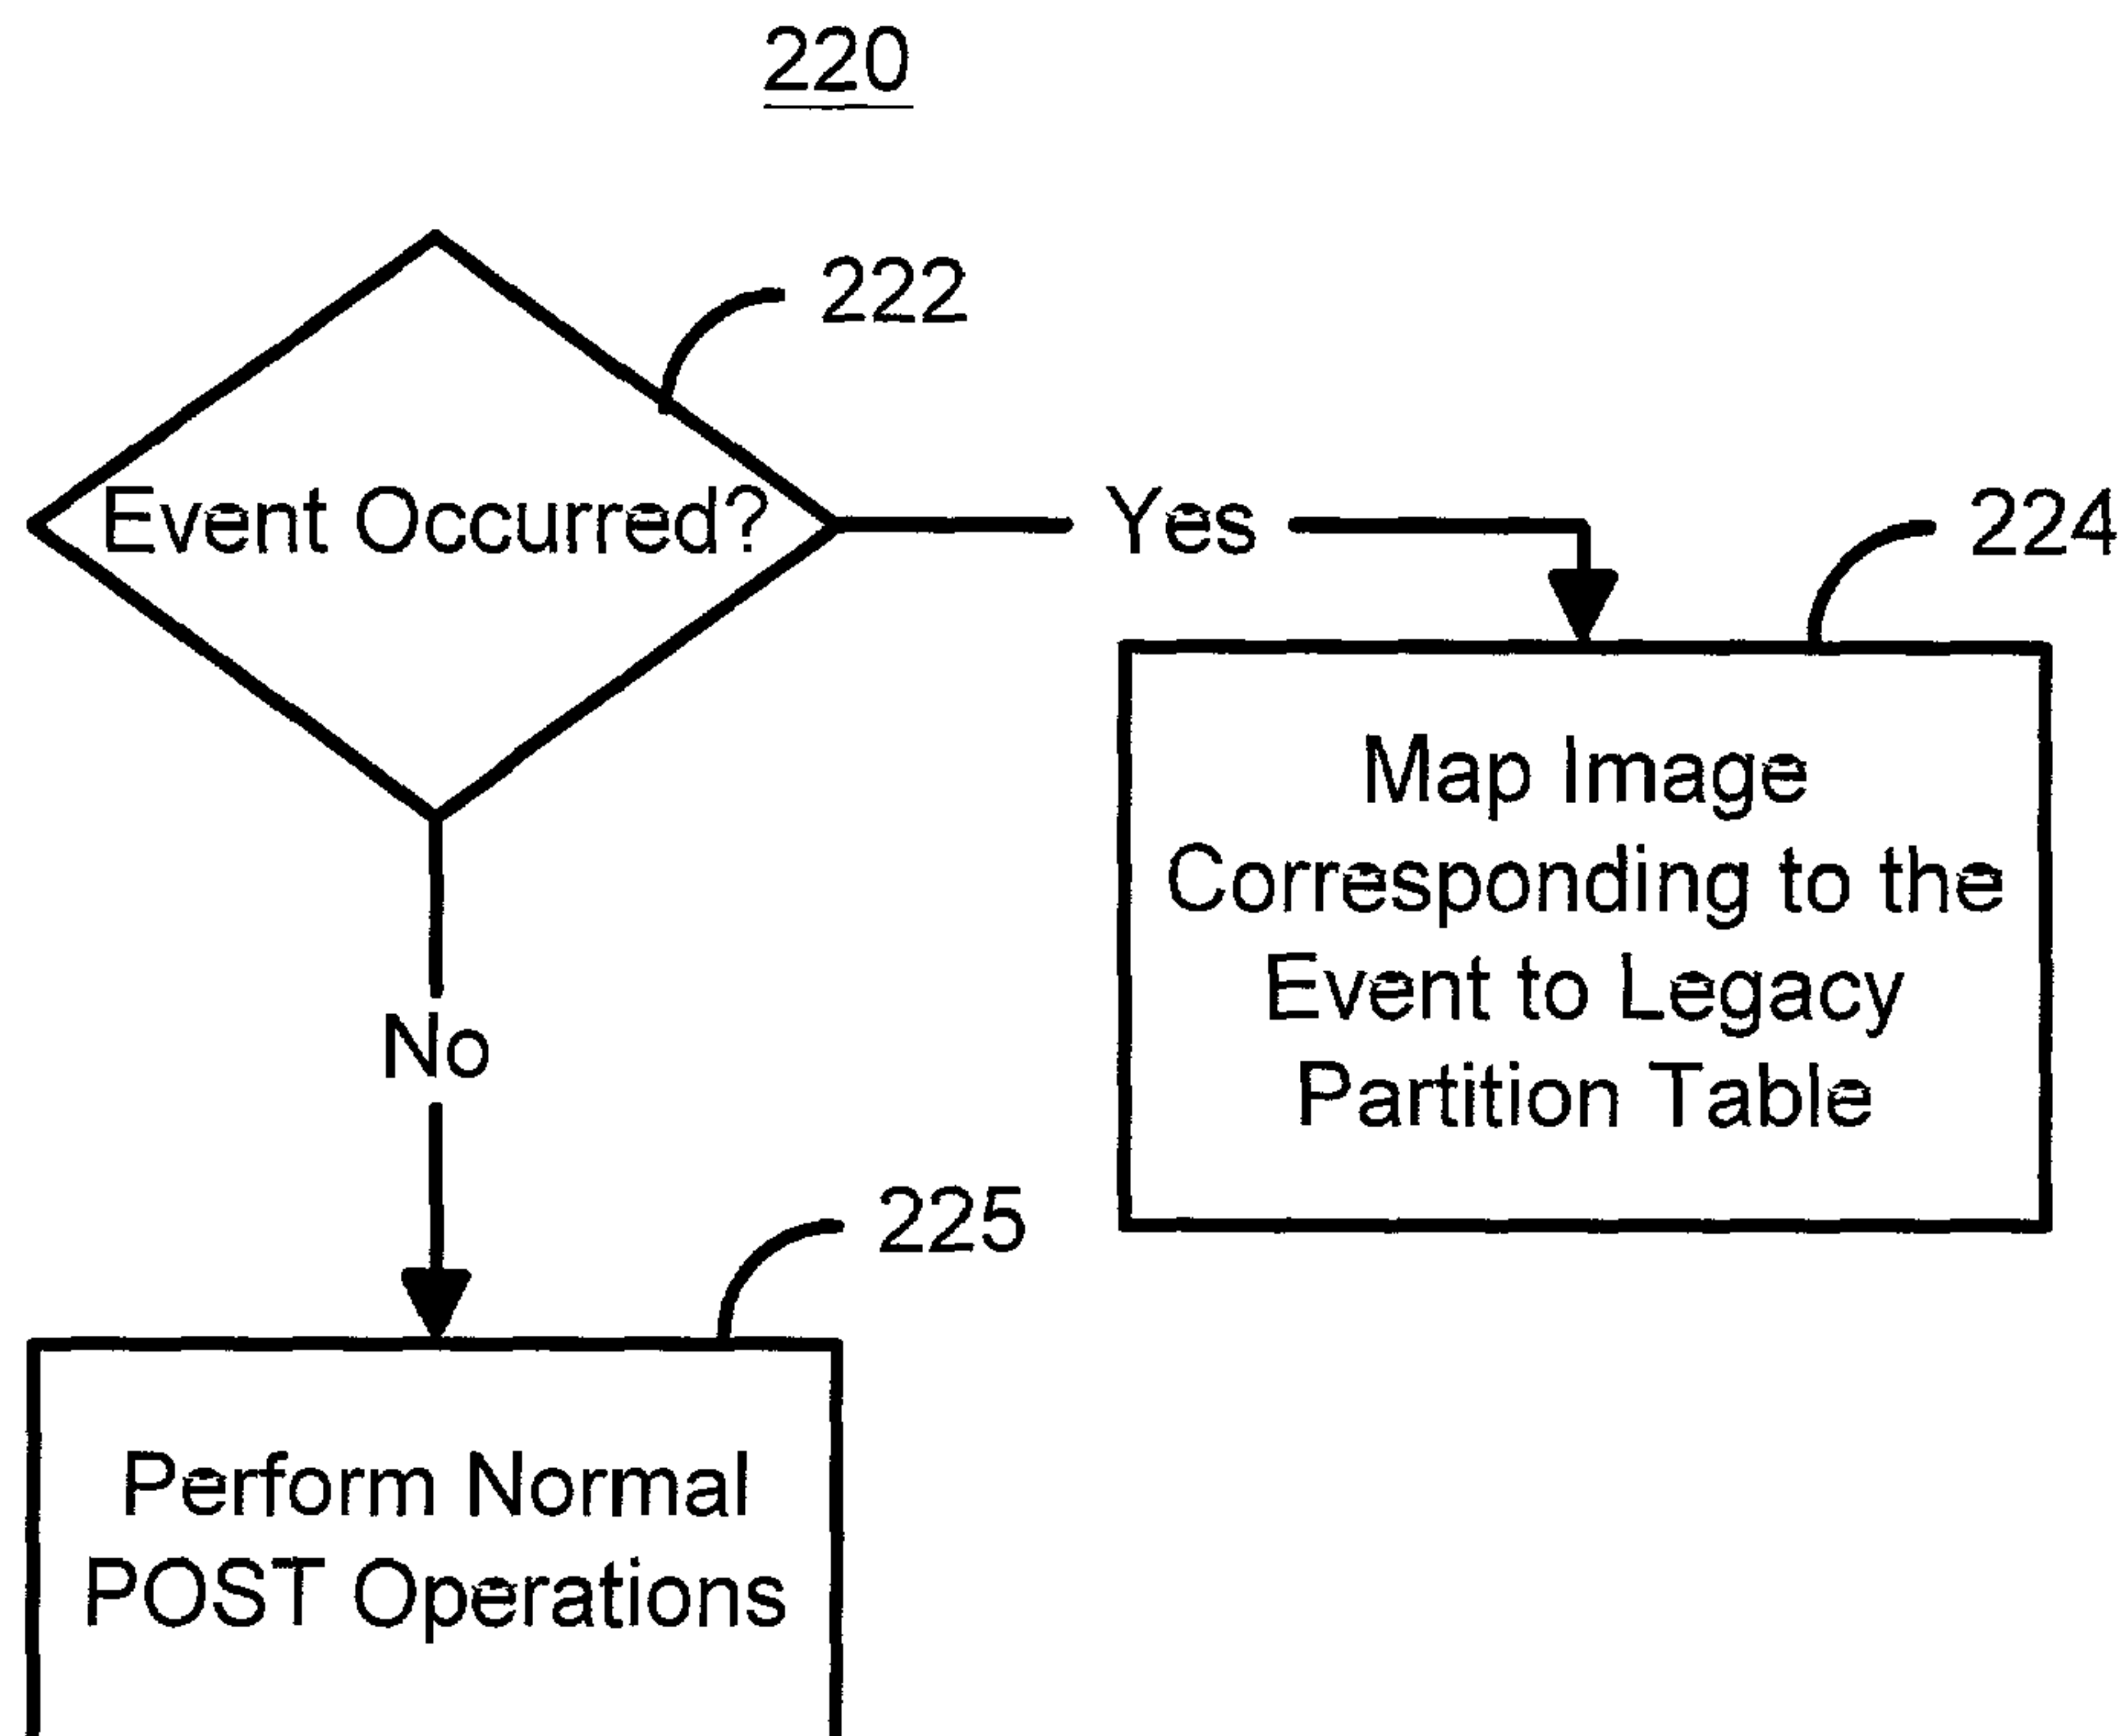 220
222
Event Occurred?
Yes
224
Map Image
Corresponding to the
Event to Legacy
Partition Table
No
225
Perform Normal
POST Operations